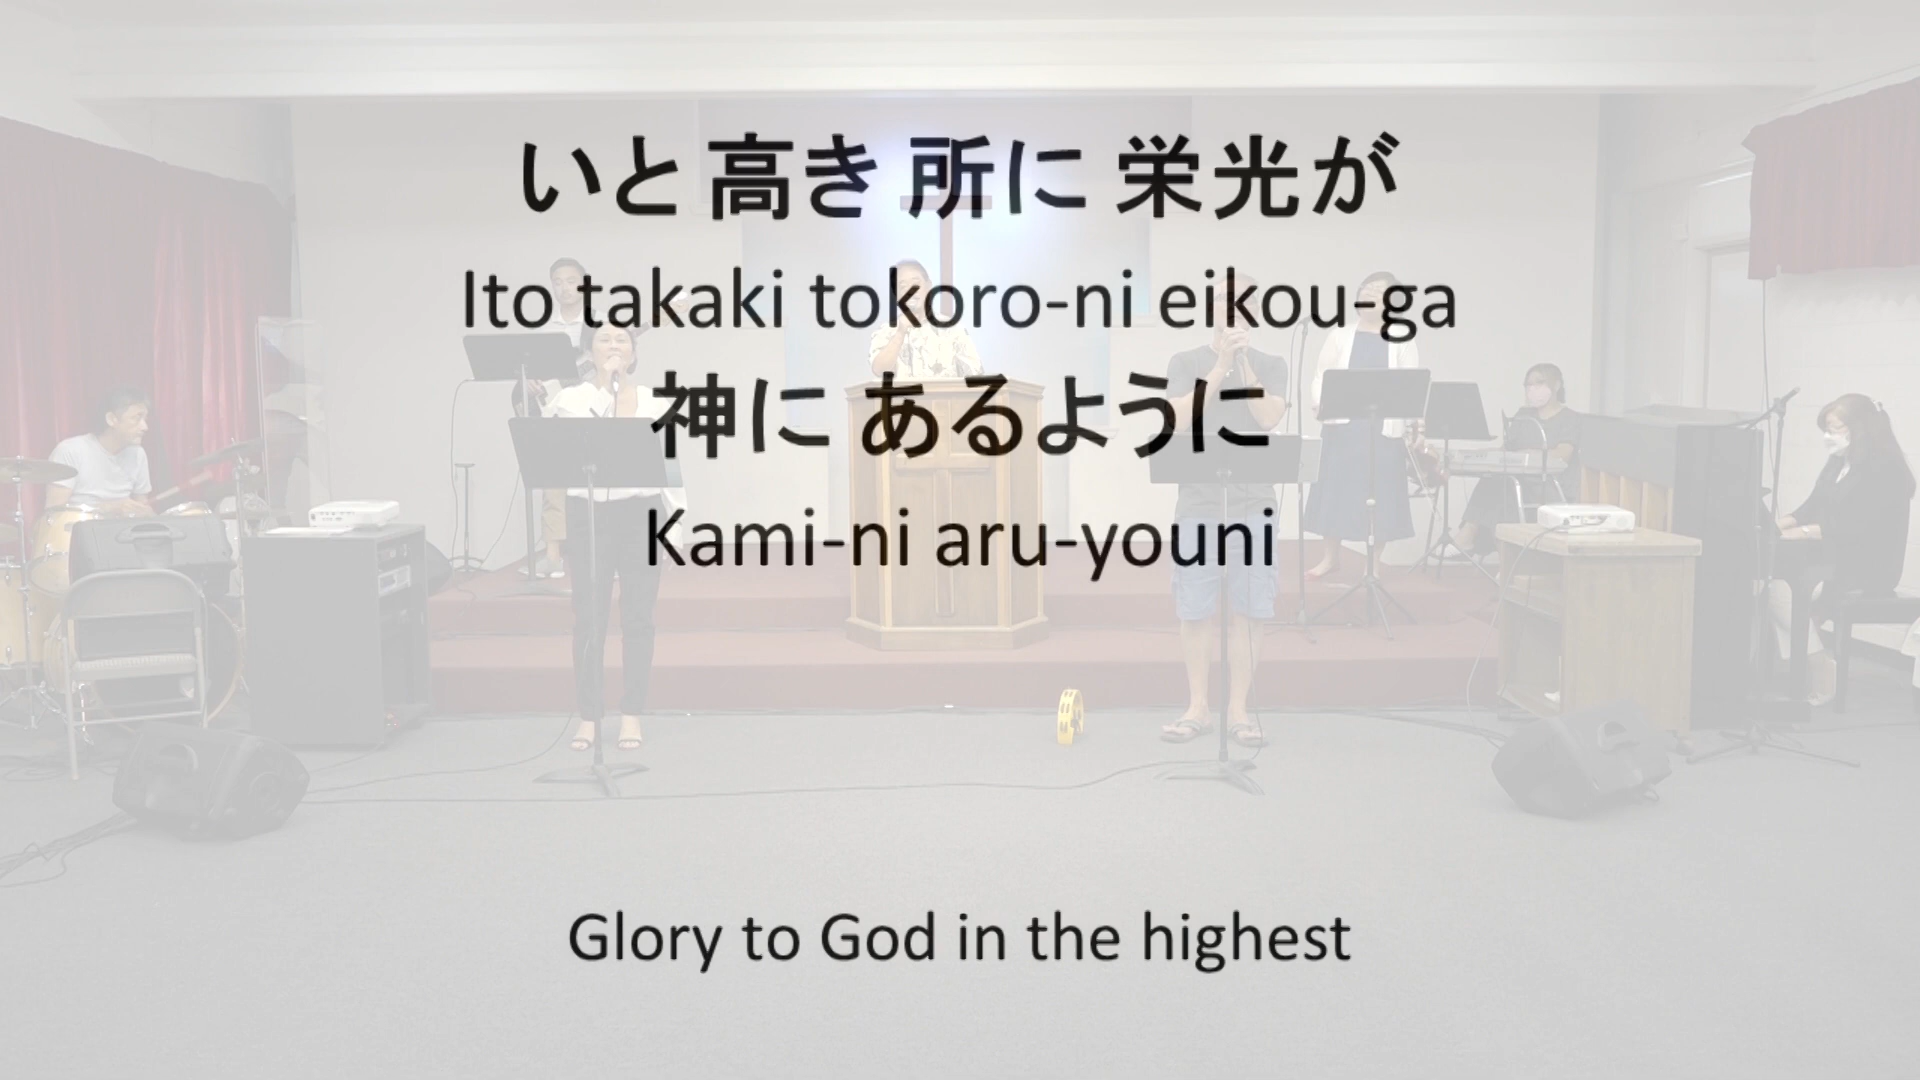 いと高き 所に 栄光が
Ito takaki tokoro-ni eikou-ga
神に あるように
Kami-ni aru-youni
Glory to God in the highest